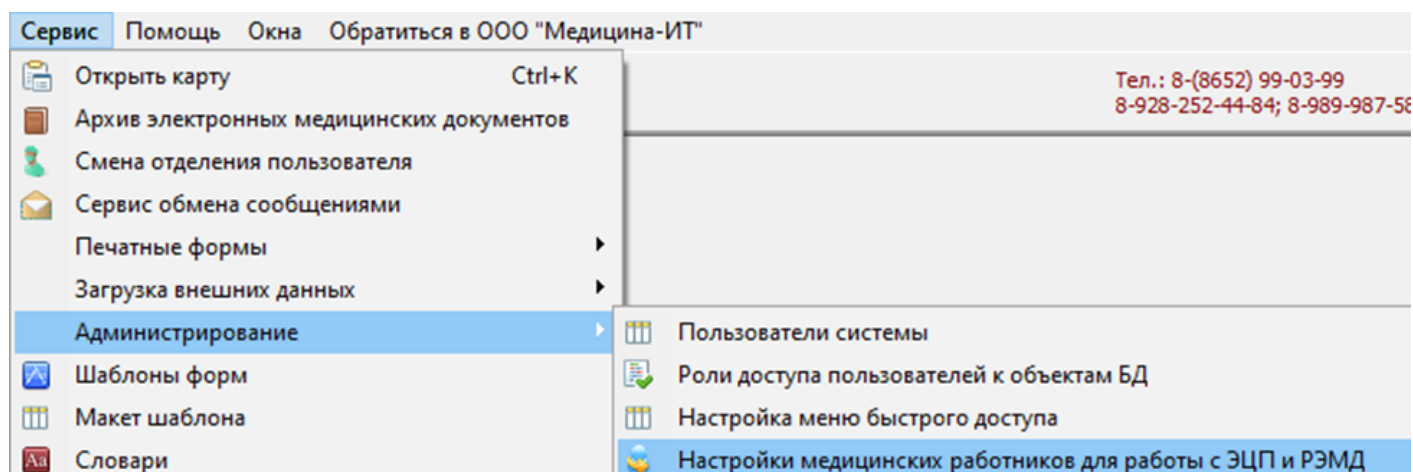 Сервис Помощь Окна Обратиться в ООО "Медицина-ИТ"
Тел.: 8-(8652) 99-03-99
8-928-252-44-84; 8-989-987-58
Открыть карту Ctrl+K
Архив электронных медицинских документов
Смена отделения пользователя
Сервис обмена сообщениями
Печатные формы
Загрузка внешних данных
Администрирование
Шаблоны форм
Макет шаблона
Aa Словари
Пользователи системы
Роли доступа пользователей к объектам БД
Настройка меню быстрого доступа
Настройки медицинских работников для работы с ЭЦП и РЭМД